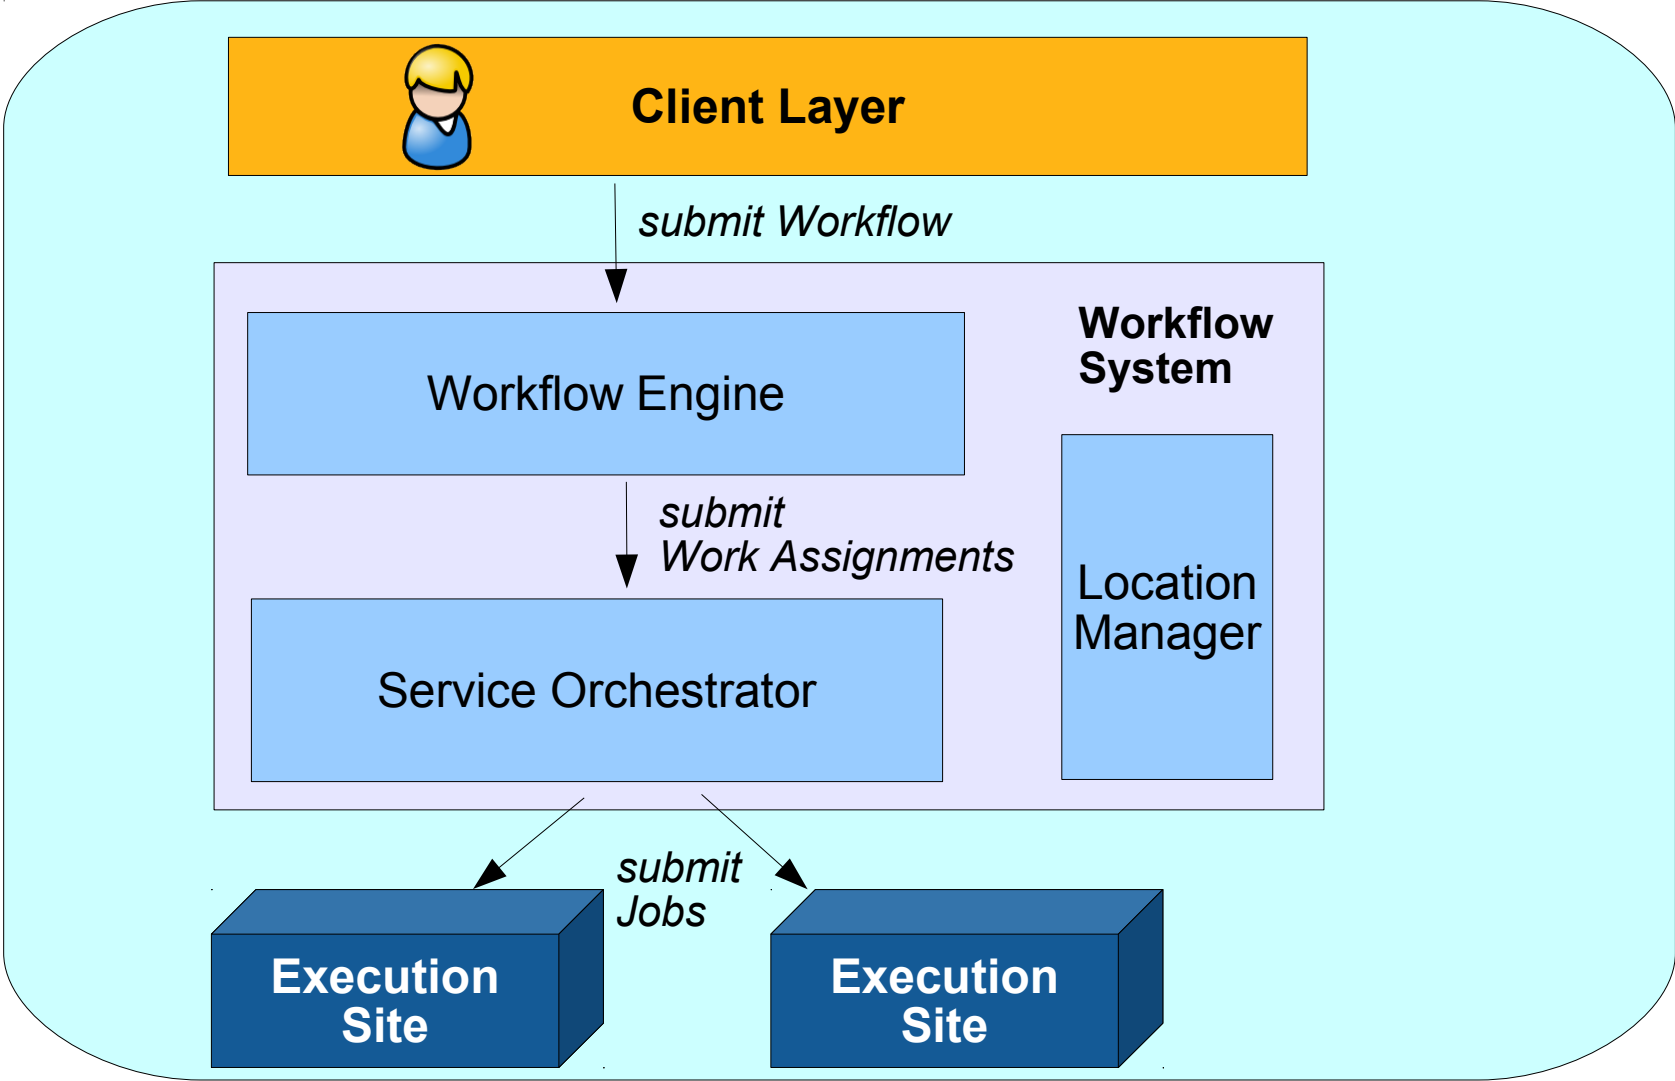 Client Layer
submit Workflow
Workflow
System
Workflow Engine
submit
Work Assignments
Location
Manager
Service Orchestrator
submit
Jobs
Execution
Site
Execution
Site